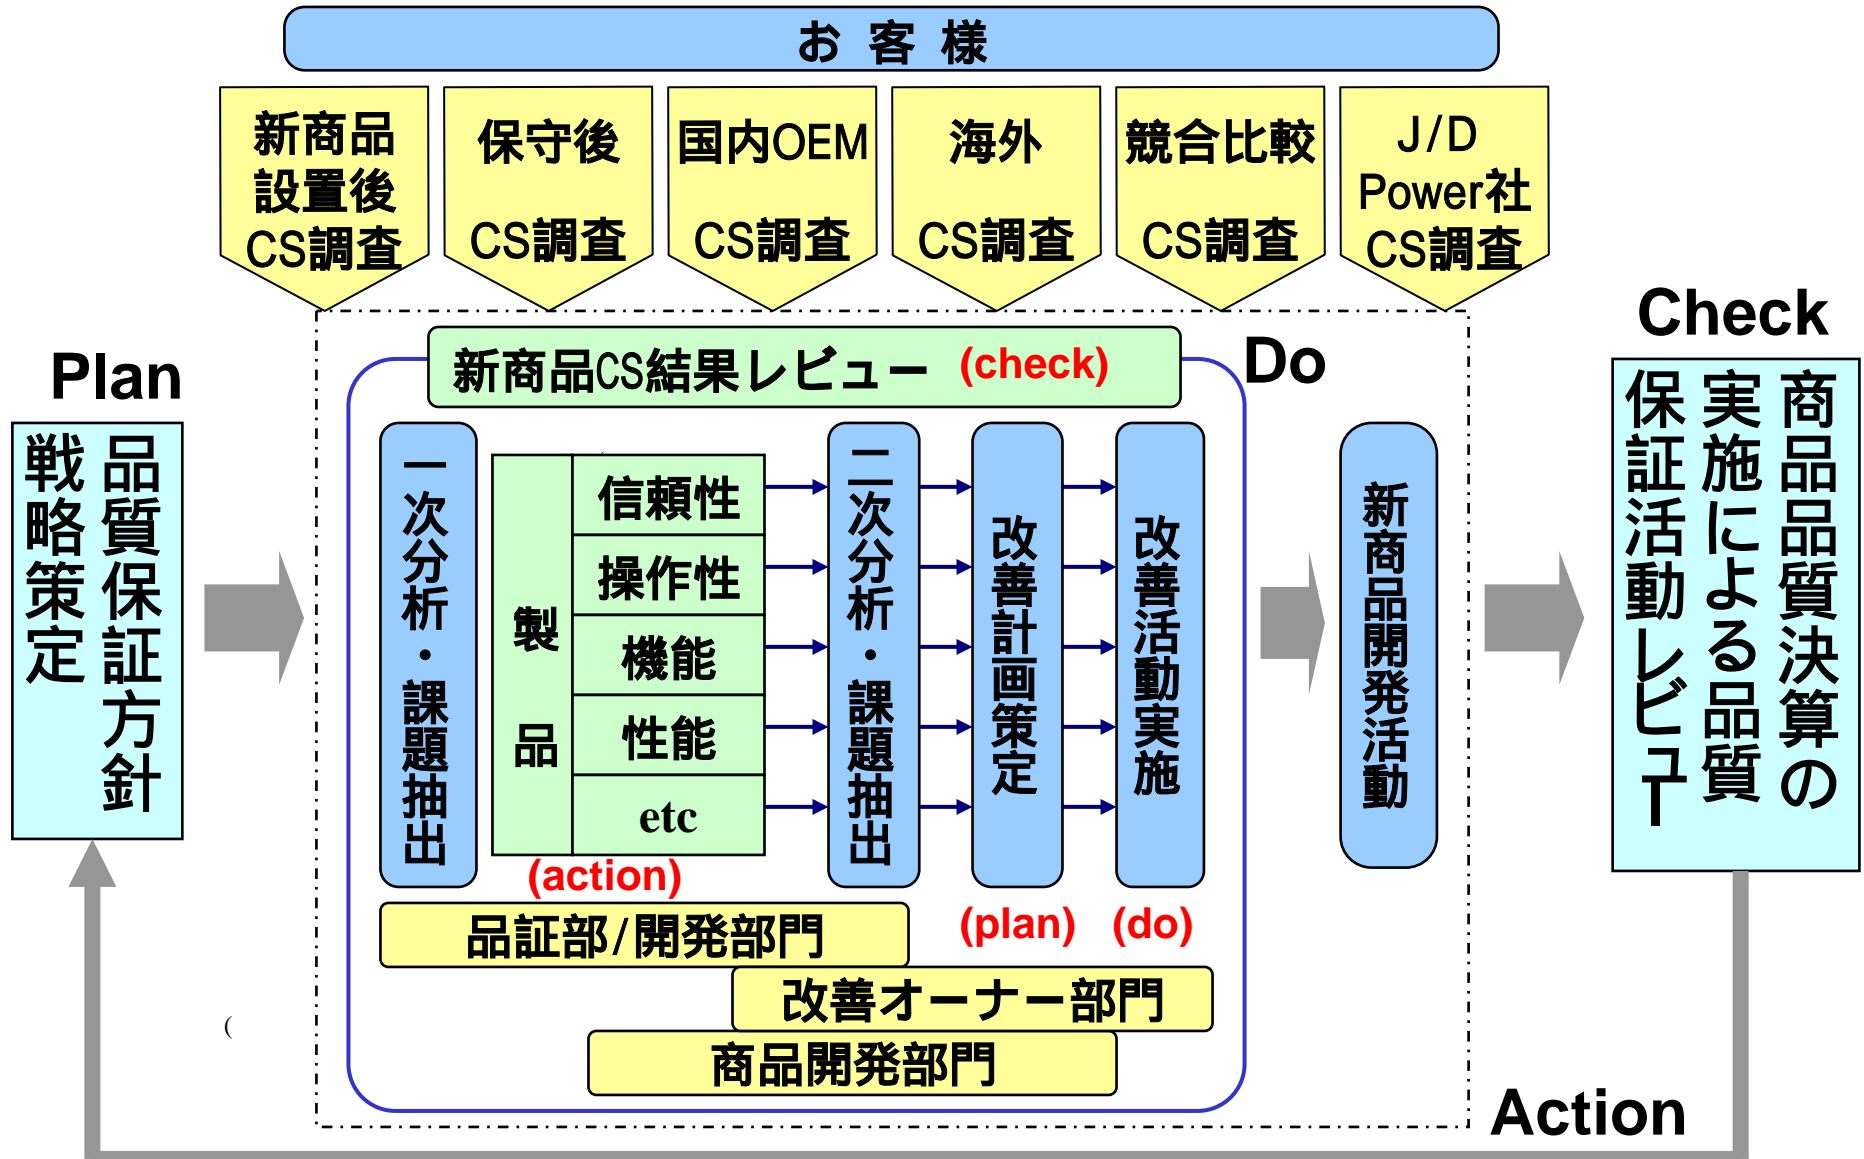 お客様
新商品
設置後
CS調査
保守後
CS調査
国内OEM
CS調査
海外
CS調査
競合比較
CS調査
J/D
Power社
CS調査
Plan
品質保証方針
戦略策定
Do
新商品CS結果レビュー (check)
一次分析・課題抽出
製品
信頼性
操作性
機能
性能
etc
(action)
二次分析・課題抽出
改善計画策定
(plan)
改善活動実施
(do)
品証部/開発部門
改善オーナー部門
商品開発部門
新商品開発活動
Check
商品品質決算の
実施による品質
保証活動レビュー
Action
(